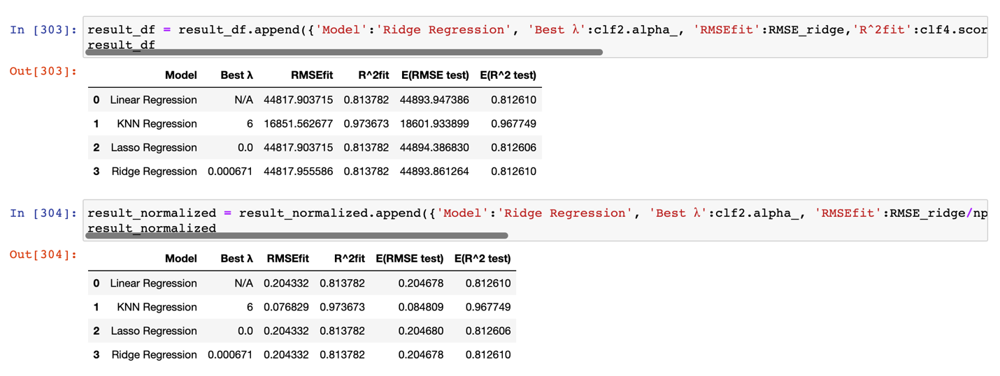 In [303]: result_df = result_df.append({'Model':'Ridge Regression', 'Best λ':clf2.alpha_, 'RMSEfit':RMSE_ridge,'R^2fit':clf4.scor
result_df
Out[303]:
Model Best λ RMSEfit R^2fit E(RMSE test) E(R^2 test)
0 Linear Regression N/A 44817.903715 0.813782 44893.947386 0.812610
1 KNN Regression 6 16851.562677 0.973673 18601.933899 0.967749
2 Lasso Regression 0.0 44817.903715 0.813782 44894.386830 0.812606
3 Ridge Regression 0.000671 44817.955586 0.813782 44893.861264 0.812610
In [304]: result_normalized = result_normalized.append({'Model':'Ridge Regression', 'Best λ':clf2.alpha_, 'RMSEfit':RMSE_ridge/np
result_normalized
Out[304]:
Model Best λ RMSEfit R^2fit E(RMSE test) E(R^2 test)
0 Linear Regression N/A 0.204332 0.813782 0.204678 0.812610
1 KNN Regression 6 0.076829 0.973673 0.084809 0.967749
2 Lasso Regression 0.0 0.204332 0.813782 0.204680 0.812606
3 Ridge Regression 0.000671 0.204332 0.813782 0.204678 0.812610